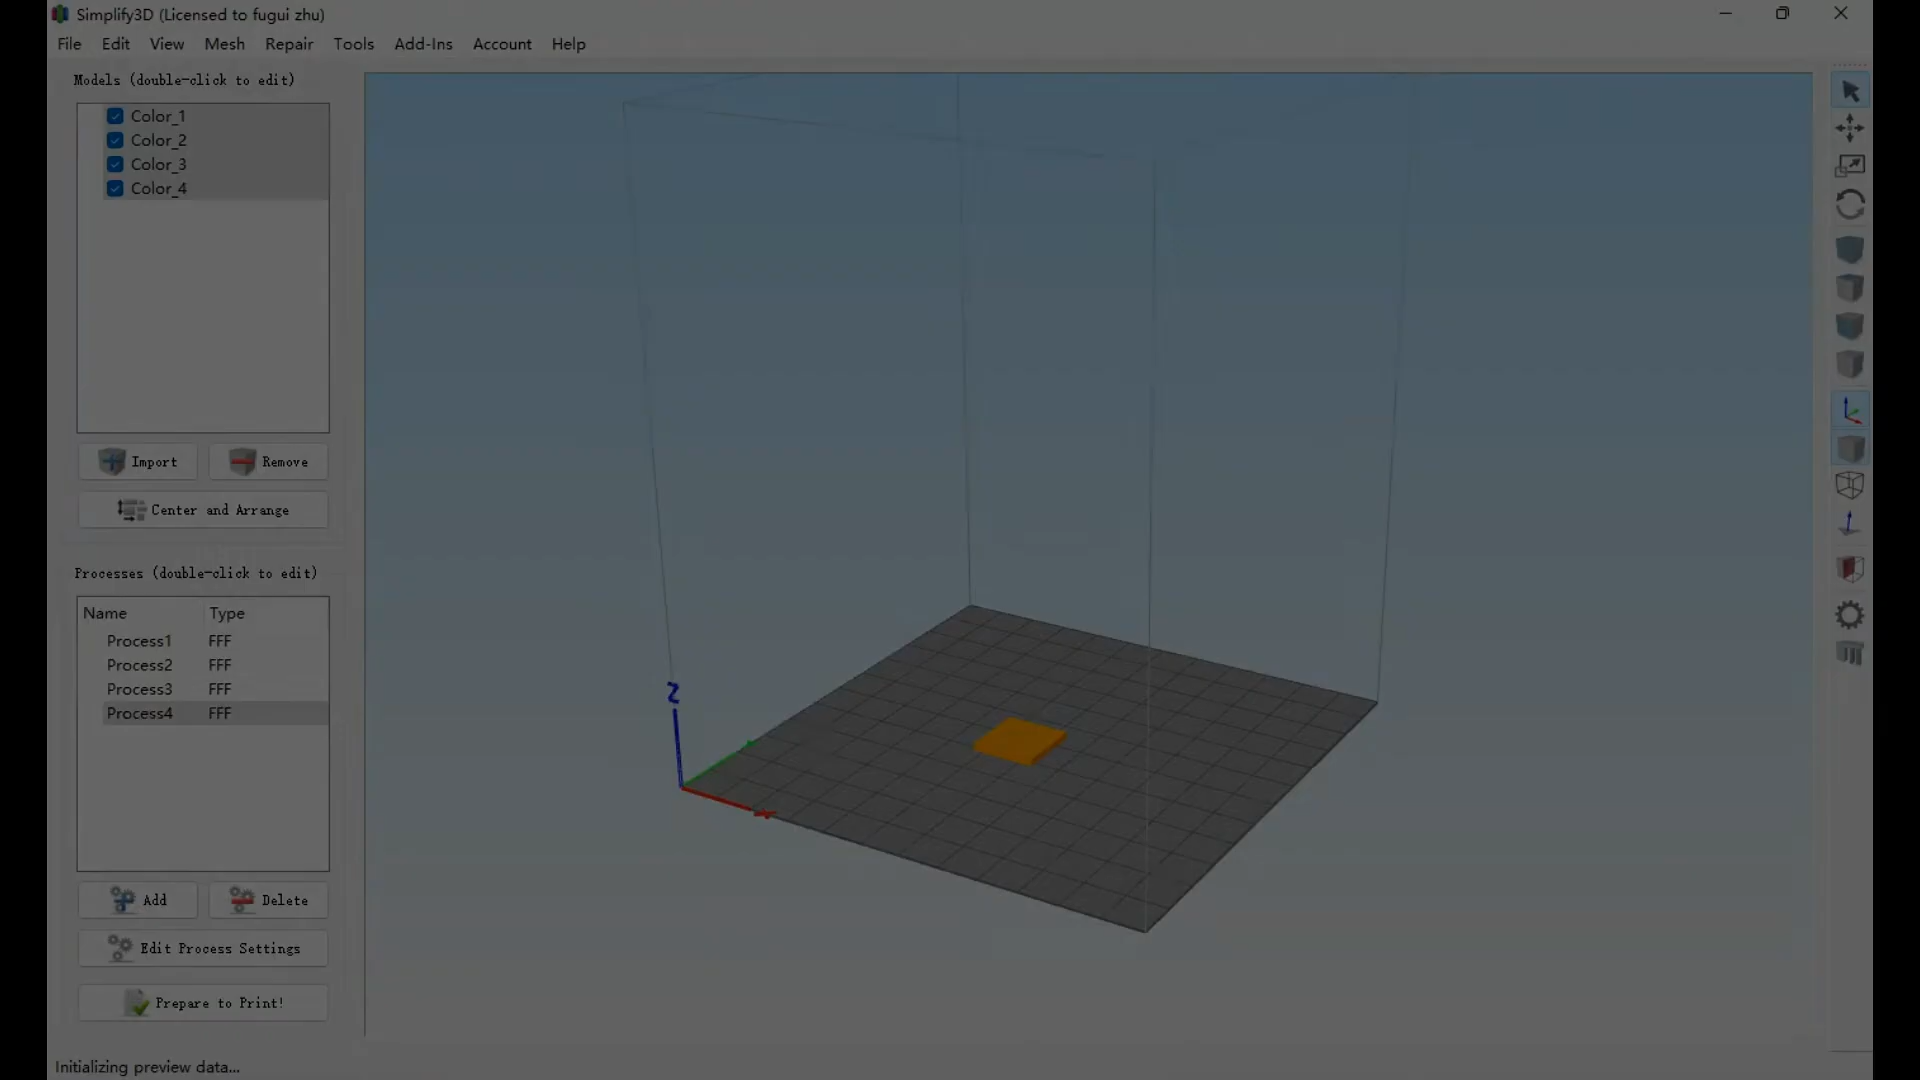 Simplify3D (Licensed to fugui zhu)
File Edit View Mesh Repair Tools Add-Ins Account Help
Models (double-click to edit)
Color_1
Color_2
Color_3
Color_4
Import Remove
Center and Arrange
Processes (double-click to edit)
Name Type
Process1 FFF
Process2 FFF
Process3 FFF
Process4 FFF
Z
Add Delete
Edit Process Settings
Prepare to Print!
Initializing preview data...